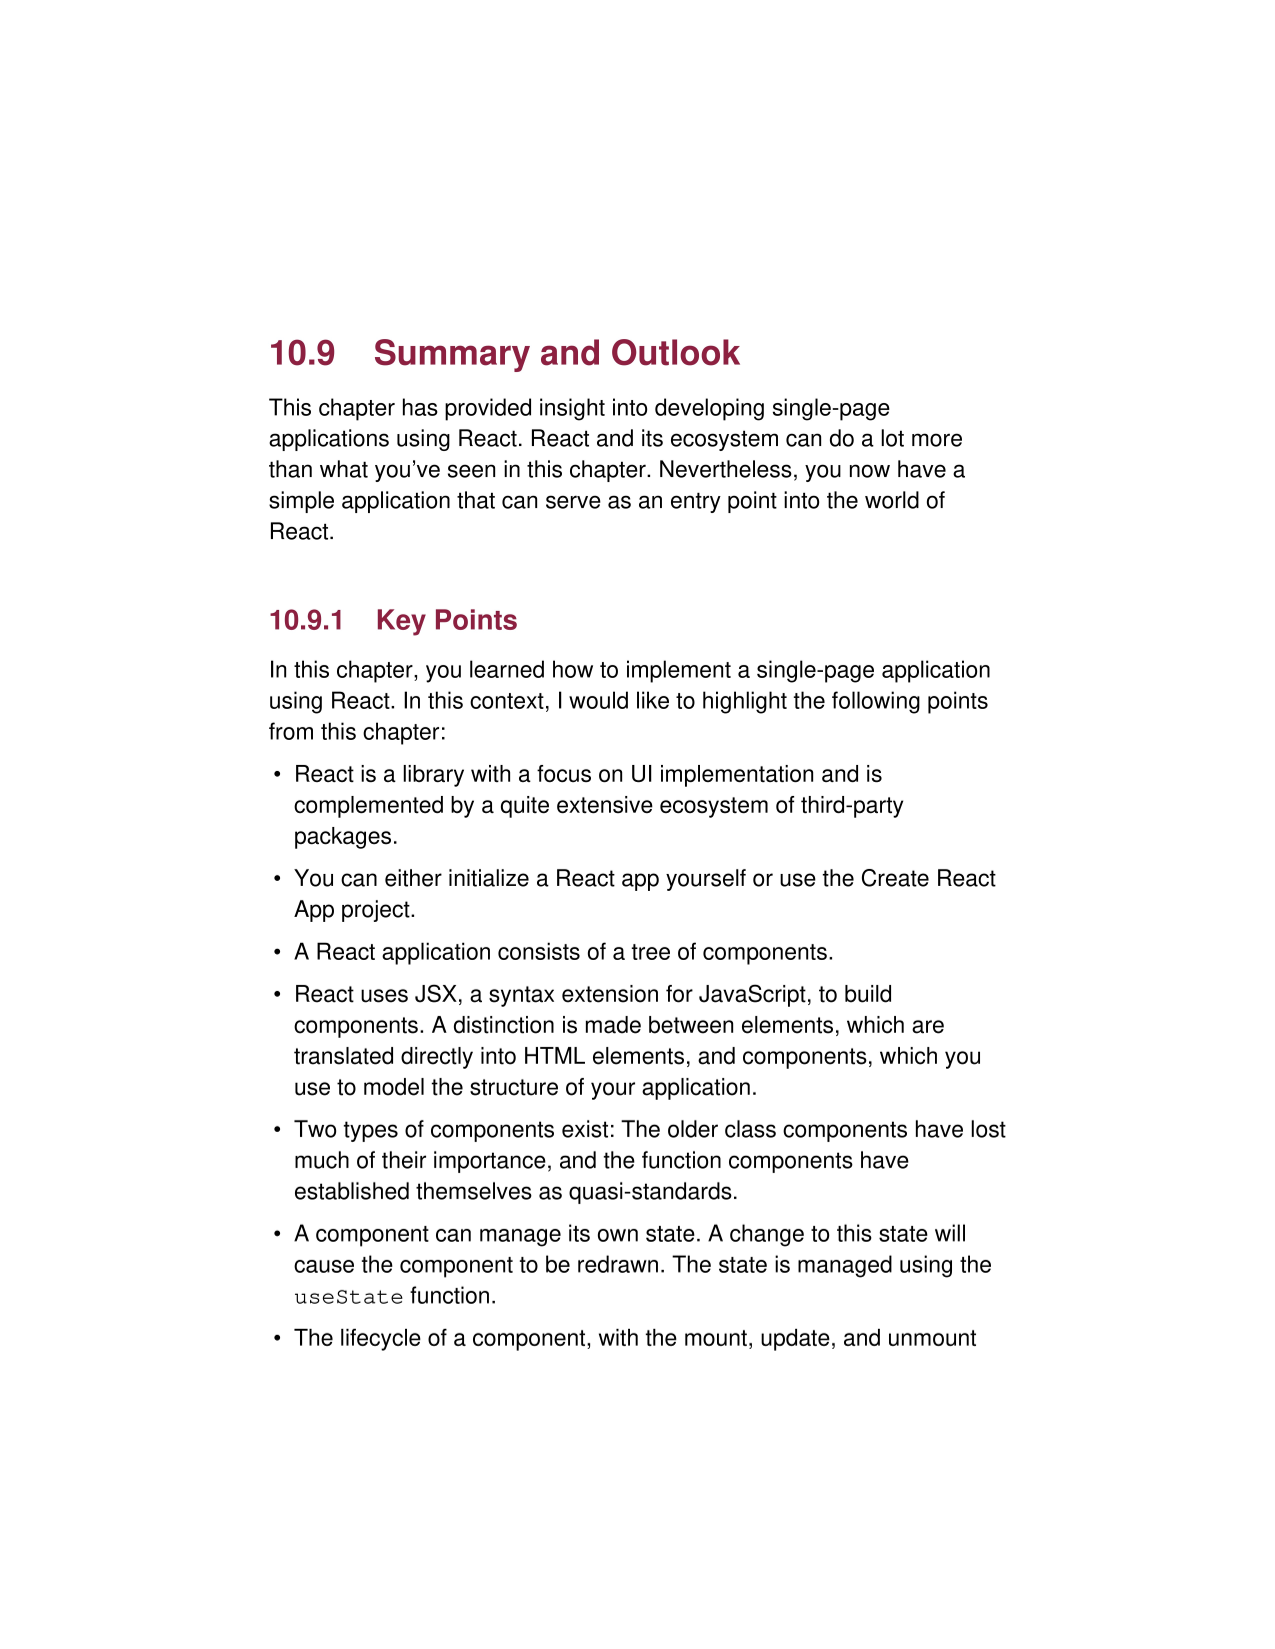 10.9 Summary and Outlook
This chapter has provided insight into developing single-page
applications using React. React and its ecosystem can do a lot more
than what you've seen in this chapter. Nevertheless, you now have a
simple application that can serve as an entry point into the world of
React.
10.9.1 Key Points
In this chapter, you learned how to implement a single-page application
using React. In this context, I would like to highlight the following points
from this chapter:
• React is a library with a focus on UI implementation and is
complemented by a quite extensive ecosystem of third-party
packages.
• You can either initialize a React app yourself or use the Create React
App project.
• A React application consists of a tree of components.
• React uses JSX, a syntax extension for JavaScript, to build
components. A distinction is made between elements, which are
translated directly into HTML elements, and components, which you
use to model the structure of your application.
• Two types of components exist: The older class components have lost
much of their importance, and the function components have
established themselves as quasi-standards.
• A component can manage its own state. A change to this state will
cause the component to be redrawn. The state is managed using the
useState function.
• The lifecycle of a component, with the mount, update, and unmount